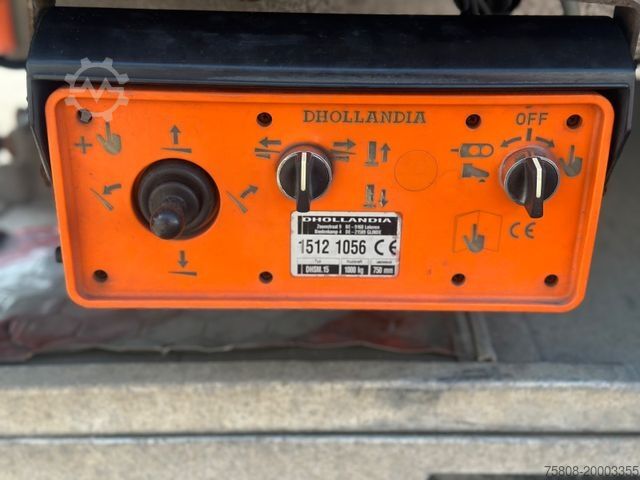 DHOLLANDIA
OFF
DHOLLANDIA
1512 1056 CE
DHSM.15 1000 kg 750 mm
CE
75808-20003355